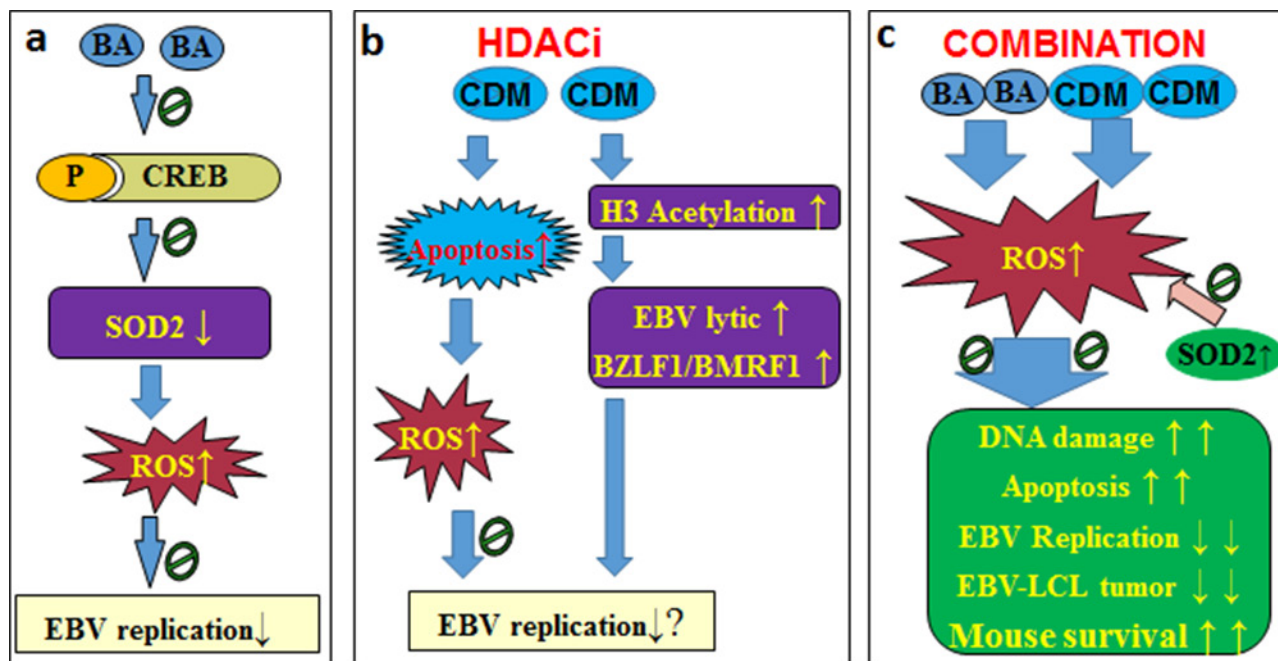 a
BA BA
P CREB
SOD2 ↓
ROS↑
EBV replication↓
b
HDACi
CDM CDM
Apoptosis↑
H3 Acetylation ↑
EBV lytic ↑
BZLF1/BMRF1 ↑
ROS↑
EBV replication↓?
c
COMBINATION
BA BA CDM CDM
ROS↑
SOD2↑
DNA damage ↑ ↑
Apoptosis ↑ ↑
EBV Replication ↓ ↓
EBV-LCL tumor ↓ ↓
Mouse survival ↑ ↑